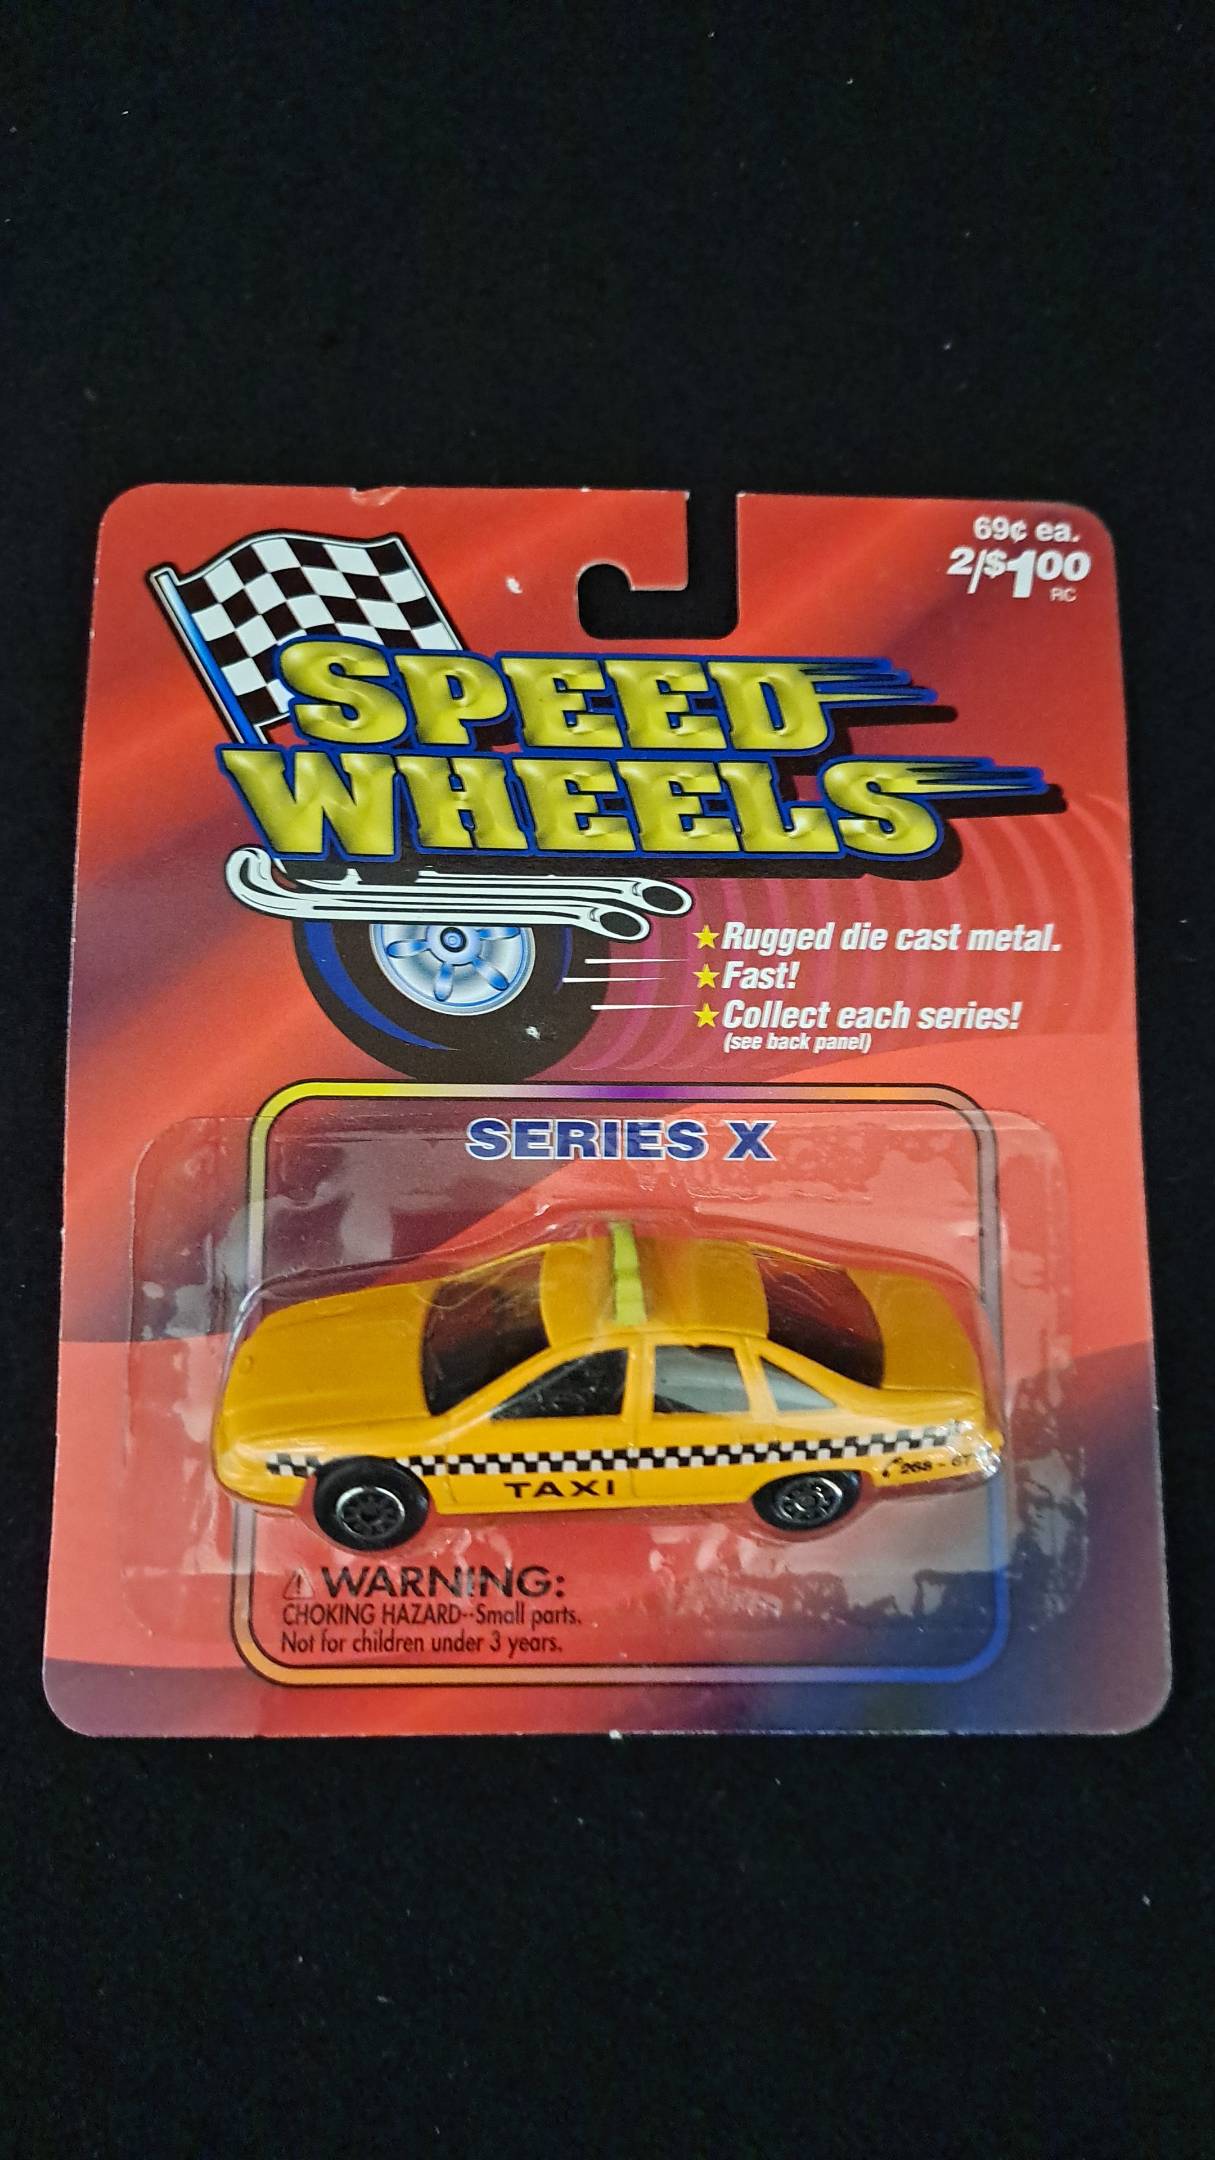 69¢ ea.
2/$1.00
RC
SPEED
WHEELS
Rugged die cast metal.
Fast!
Collect each series!
(see back panel)
SERIES X
TAXI
WARNING:
CHOKING HAZARD--Small parts.
Not for children under 3 years.